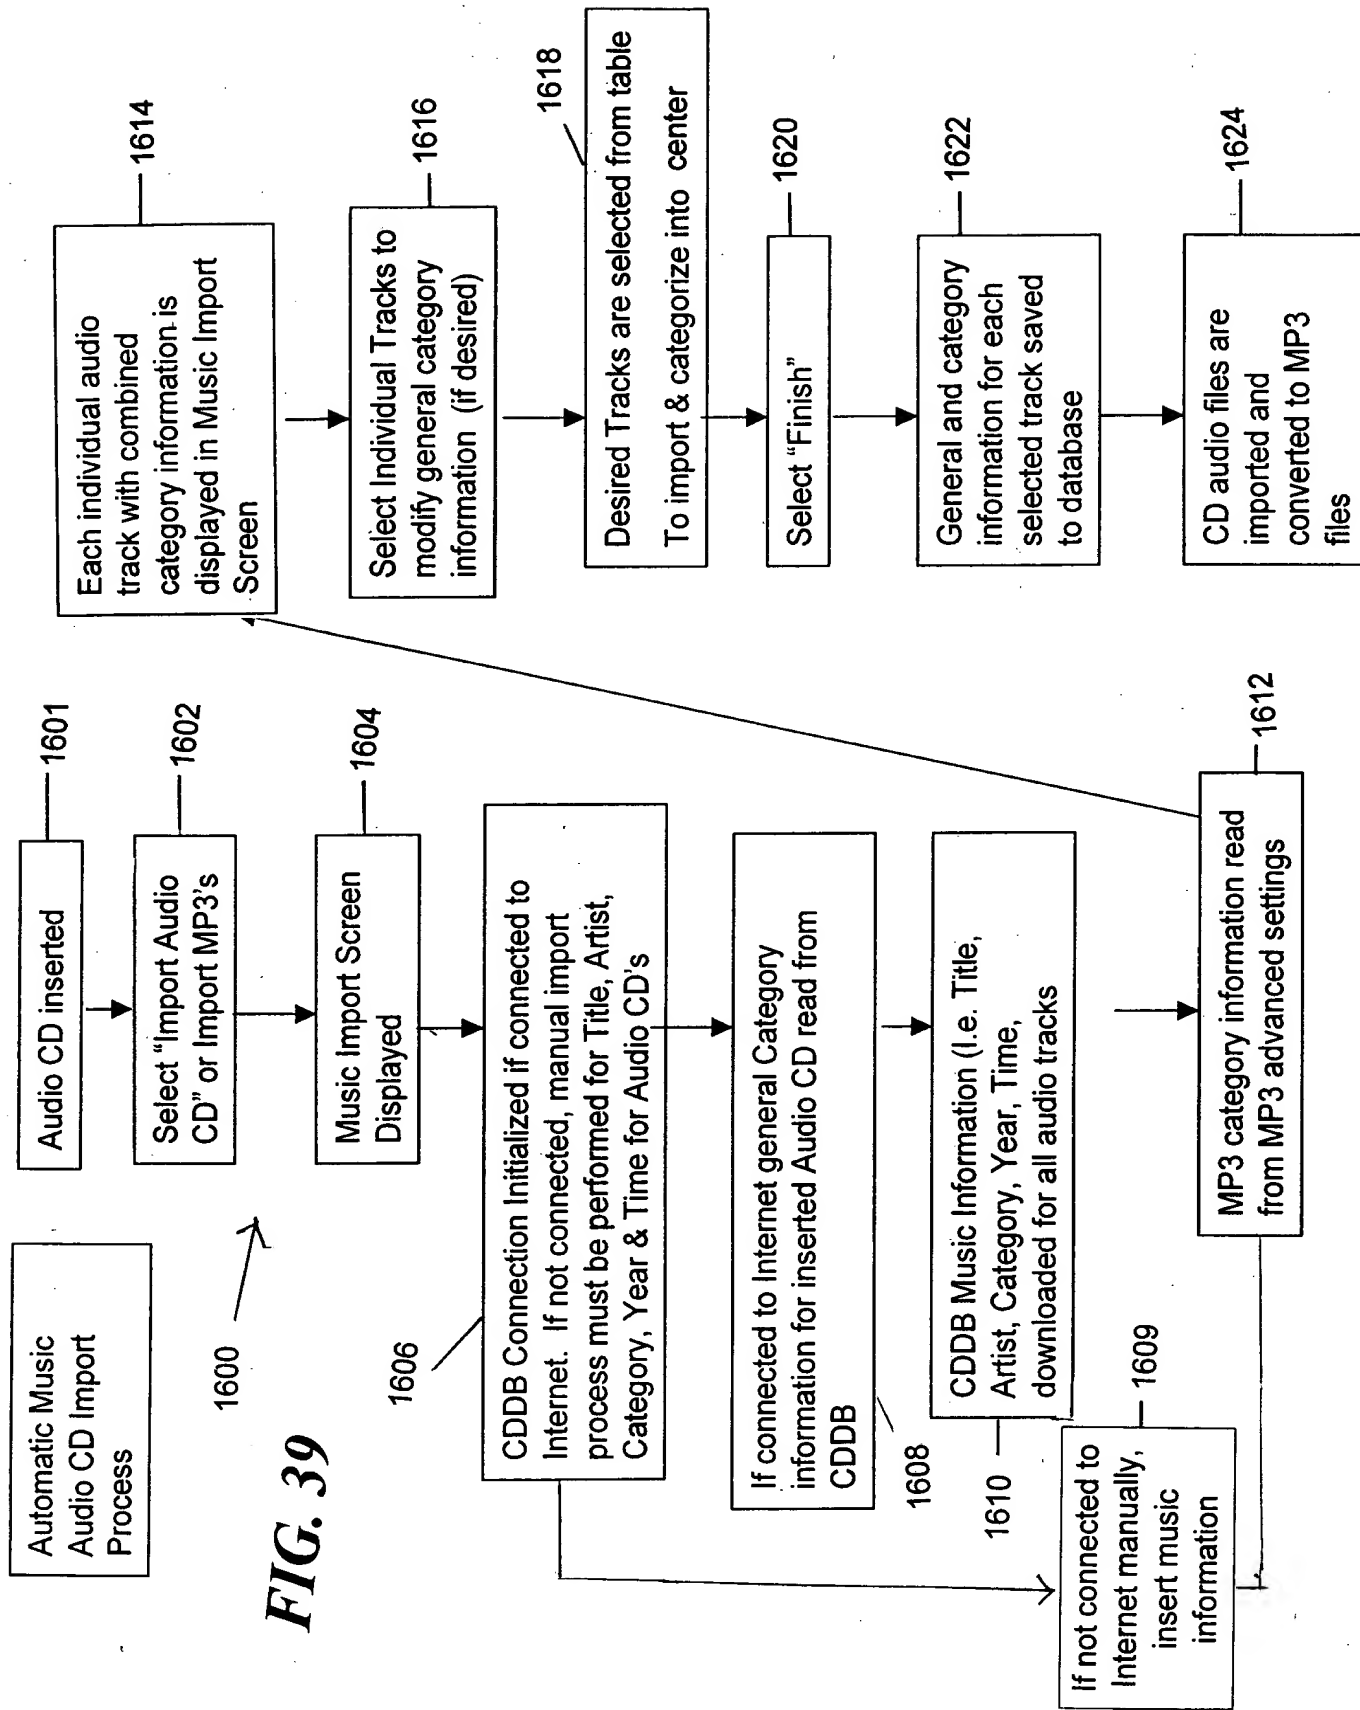 Automatic Music
Audio CD Import
Process
1600
FIG. 39
Audio CD inserted
1601
Select "Import Audio
CD" or Import MP3's
1602
Music Import Screen
Displayed
1604
1606
CDDB Connection Initialized if connected to
Internet. If not connected, manual import
process must be performed for Title, Artist,
Category, Year & Time for Audio CD's
If connected to Internet general Category
information for inserted Audio CD read from
CDDB
1608
CDDB Music Information (I.e. Title,
Artist, Category, Year, Time,
downloaded for all audio tracks
1610
If not connected to
Internet manually,
insert music
information
1609
MP3 category information read
from MP3 advanced settings
1612
Each individual audio
track with combined
category information is
displayed in Music Import
Screen
1614
Select Individual Tracks to
modify general category
information (if desired)
1616
Desired Tracks are selected from table
To import & categorize into center
1618
Select "Finish"
1620
General and category
information for each
selected track saved
to database
1622
CD audio files are
imported and
converted to MP3
files
1624